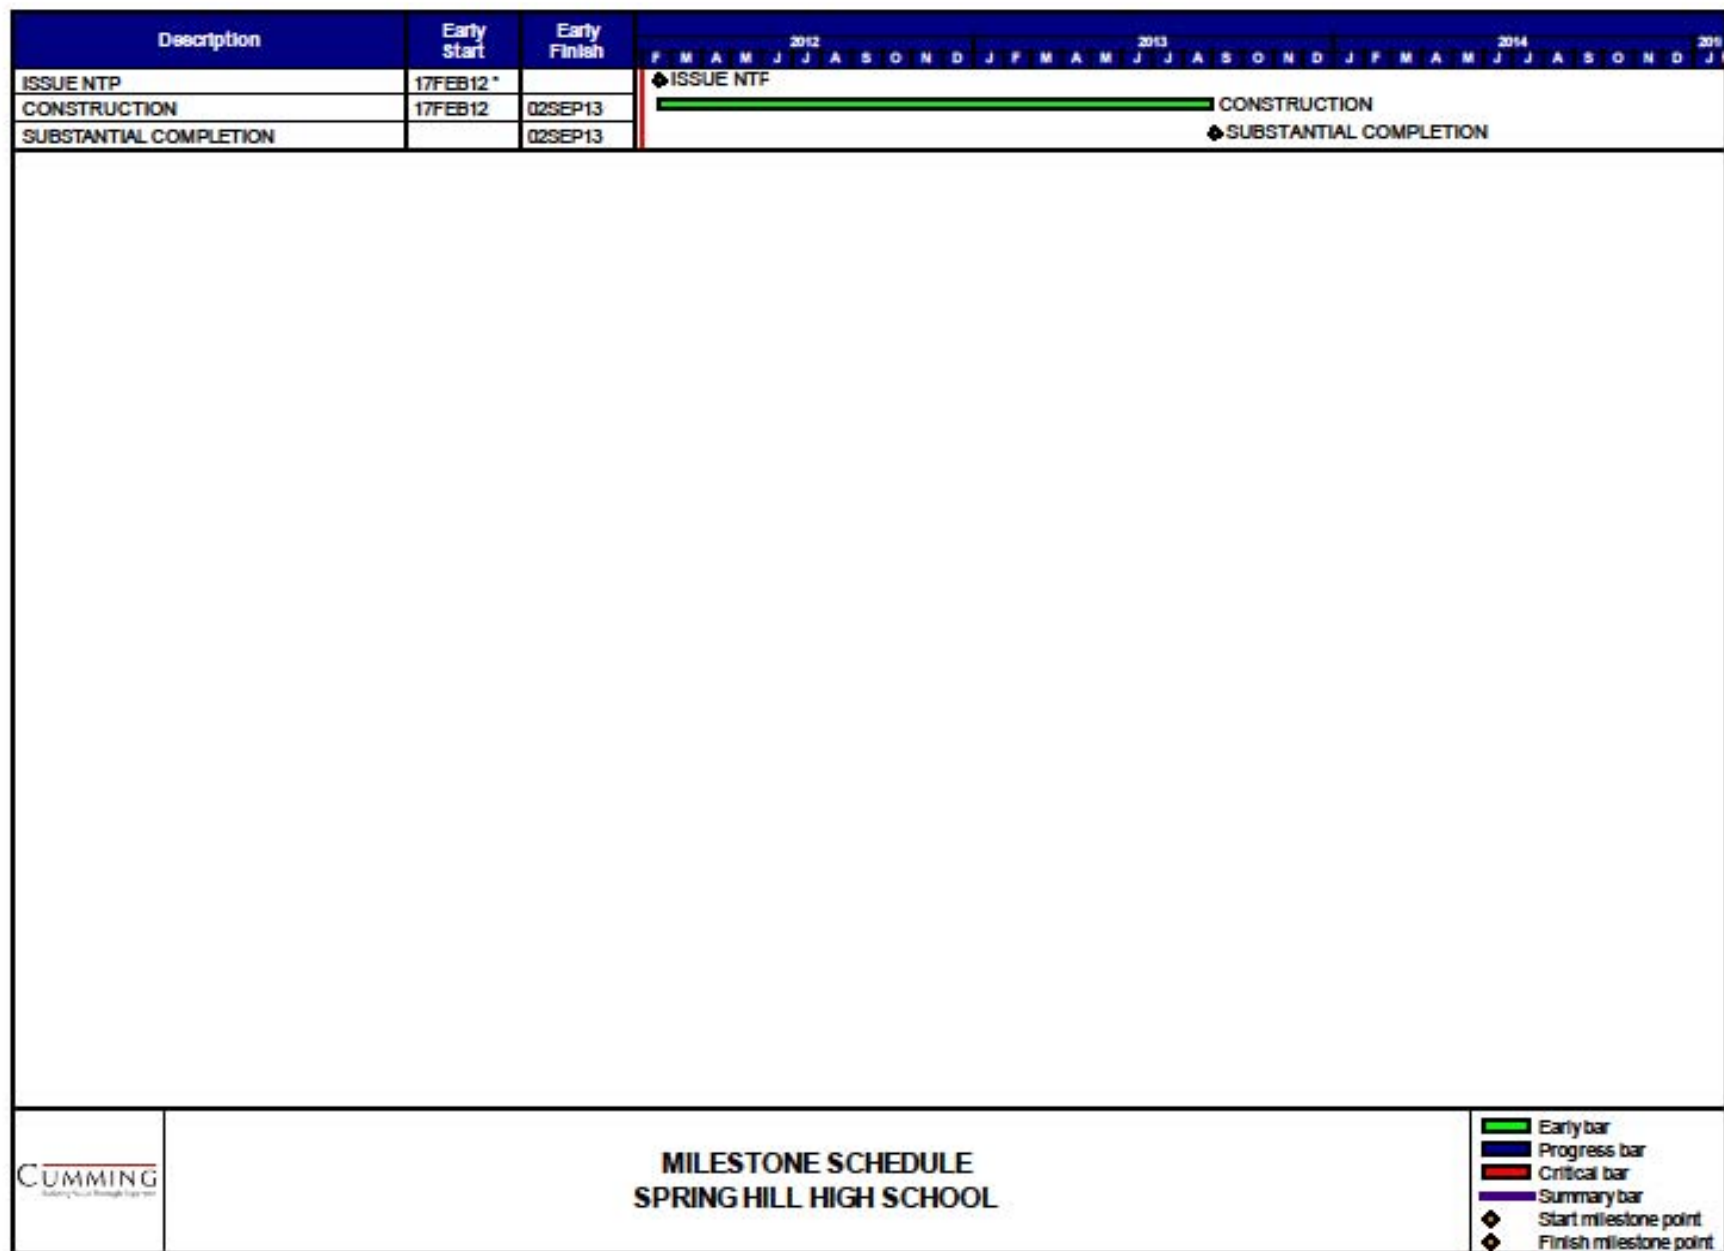 Description Early Start Early Finish
2012 2013 2014
F M A M J J A S O N D J F M A M J J A S O N D J F M A M J J A S O N D J
ISSUE NTP 17FEB12 * ISSUE NTP
CONSTRUCTION 17FEB12 02SEP13 CONSTRUCTION
SUBSTANTIAL COMPLETION 02SEP13 SUBSTANTIAL COMPLETION
CUMMING
MILESTONE SCHEDULE
SPRING HILL HIGH SCHOOL
Early bar
Progress bar
Critical bar
Summary bar
Start milestone point
Finish milestone point